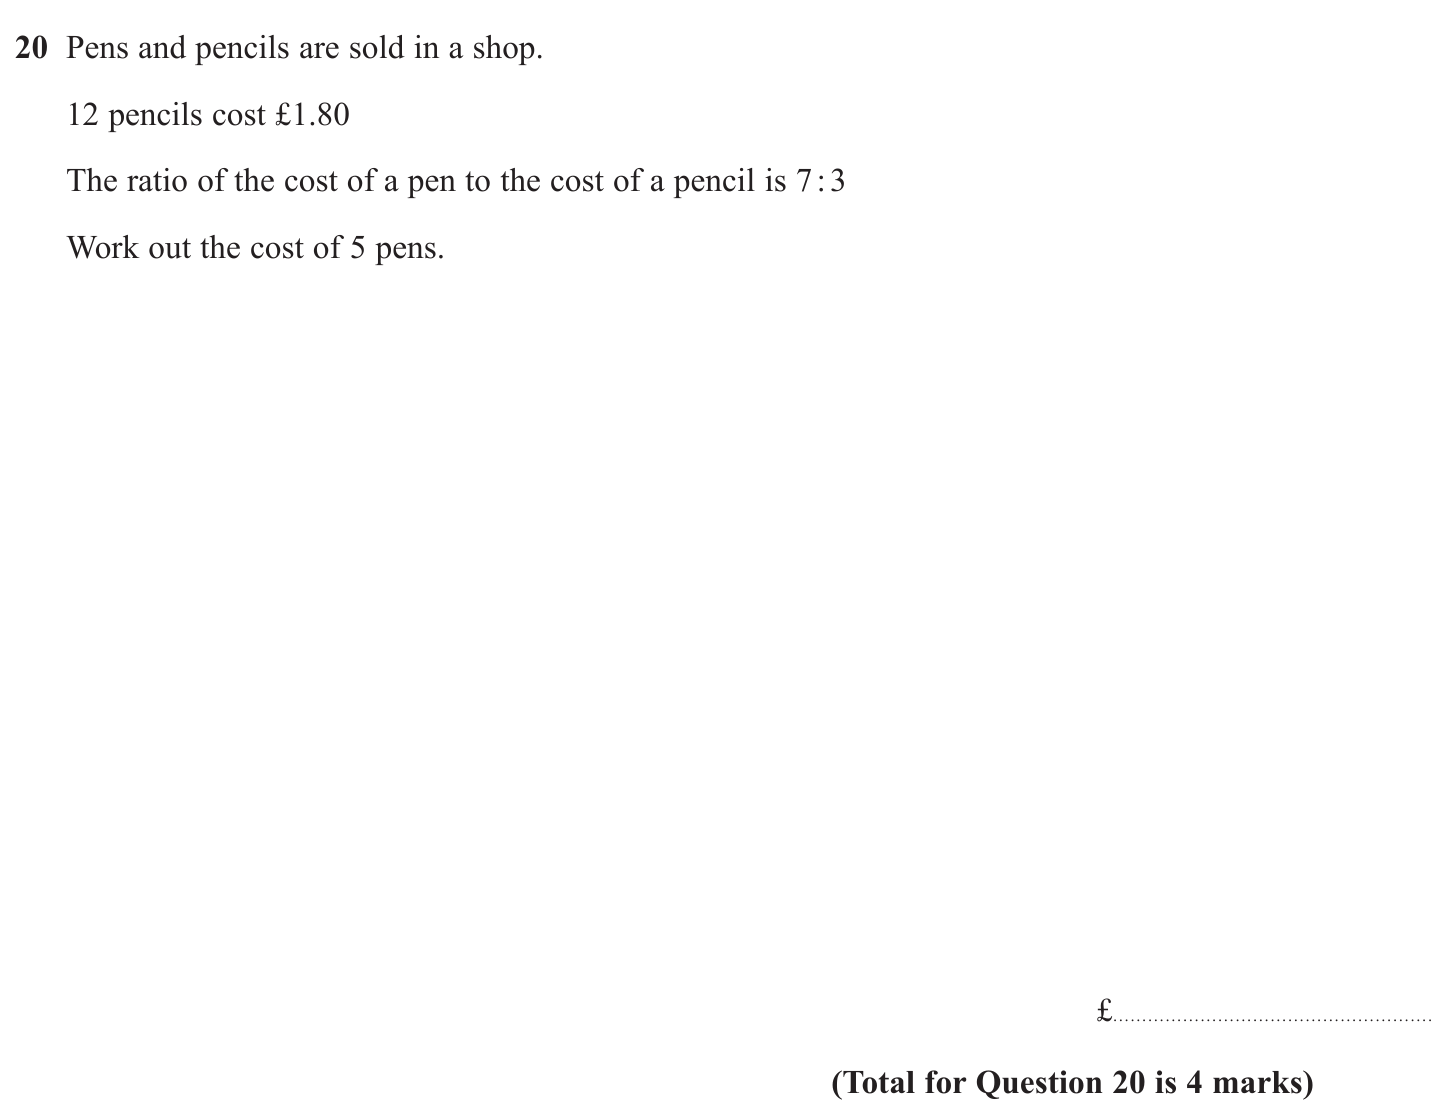 20 Pens and pencils are sold in a shop.
12 pencils cost £1.80
The ratio of the cost of a pen to the cost of a pencil is 7 : 3
Work out the cost of 5 pens.
£....................................................
(Total for Question 20 is 4 marks)